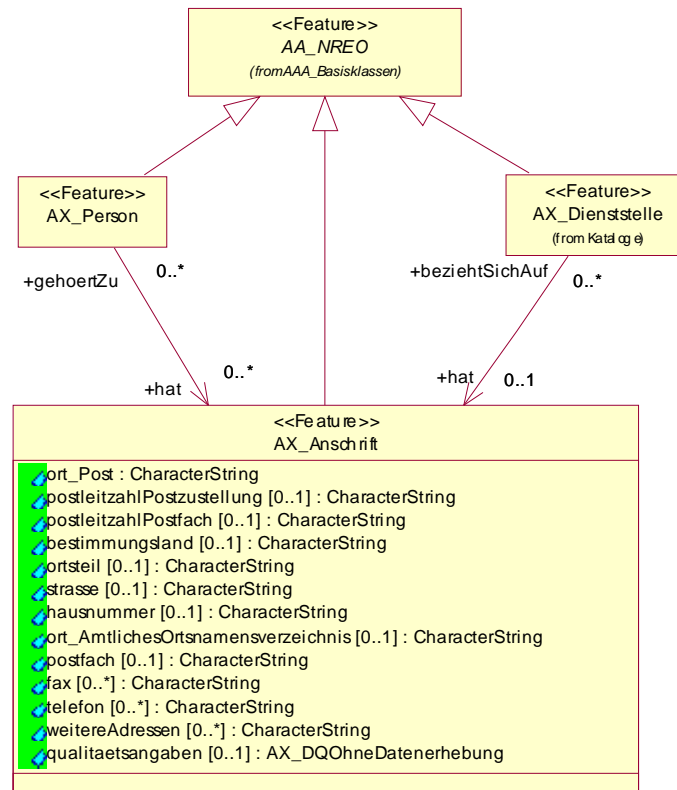 <<Feature>>
AA_NREO
(from AAA_Basisklassen)
<<Feature>>
AX_Person
<<Feature>>
AX_Dienststelle
(from Kataloge)
+gehoertZu
0..*
+beziehtSichAuf
0..*
+hat
0..*
+hat
0..1
<<Feature>>
AX_Anschrift
ort_Post : CharacterString
postleitzahlPostzustellung [0..1] : CharacterString
postleitzahlPostfach [0..1] : CharacterString
bestimmungsland [0..1] : CharacterString
ortsteil [0..1] : CharacterString
strasse [0..1] : CharacterString
hausnummer [0..1] : CharacterString
ort_AmtlichesOrtsnamensverzeichnis [0..1] : CharacterString
postfach [0..1] : CharacterString
fax [0..*] : CharacterString
telefon [0..*] : CharacterString
weitereAdressen [0..*] : CharacterString
qualitaetsangaben [0..1] : AX_DQOhneDatenerhebung